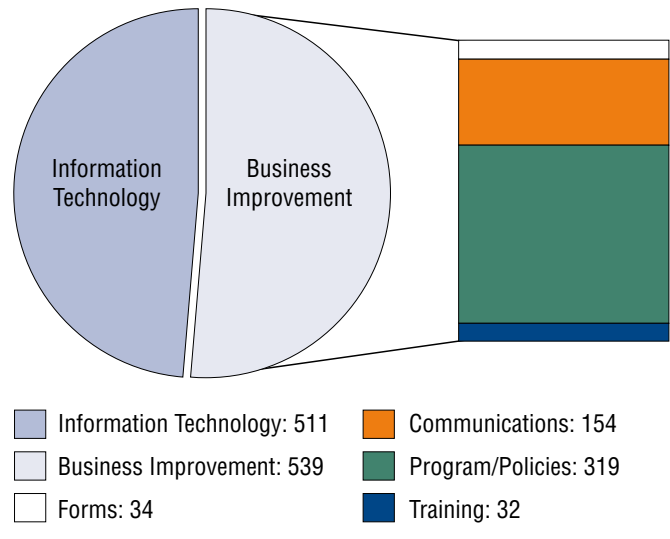 Information
Technology
Business
Improvement
Information Technology: 511
Business Improvement: 539
Forms: 34
Communications: 154
Program/Policies: 319
Training: 32